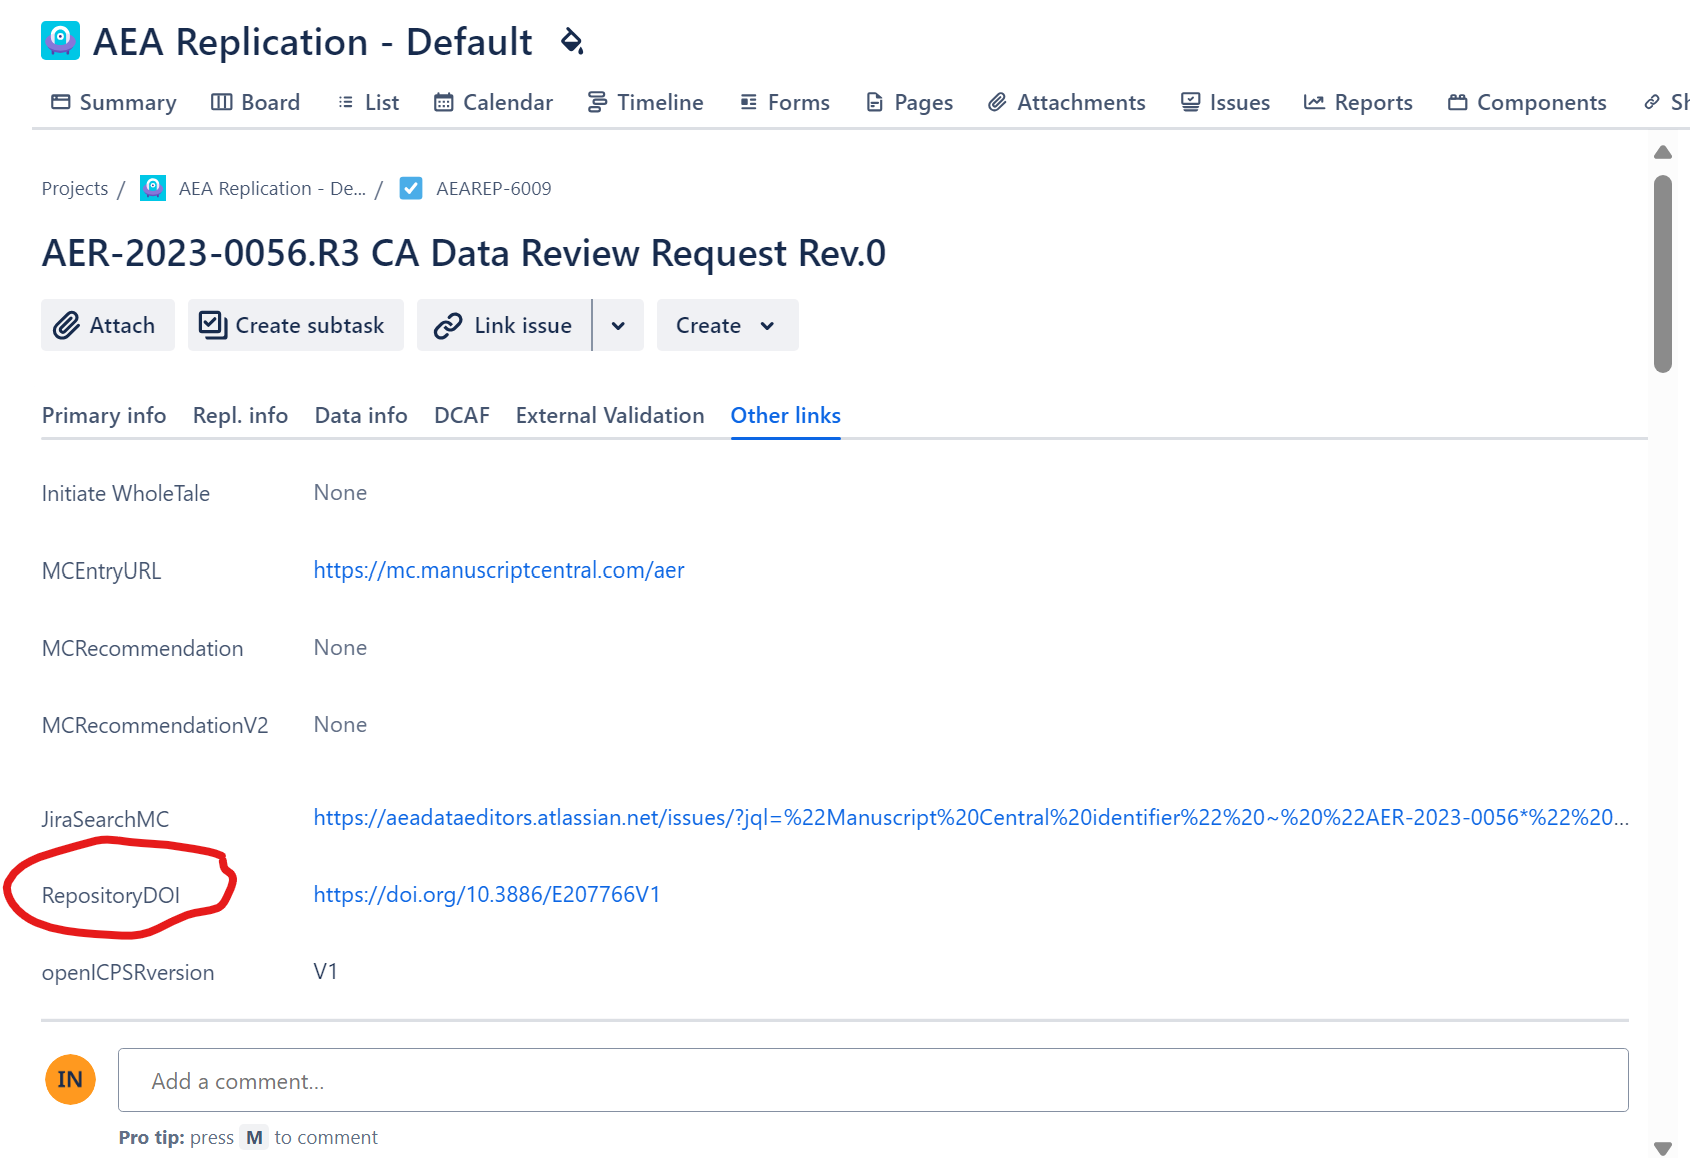 AEA Replication - Default
Summary Board List Calendar Timeline Forms Pages Attachments Issues Reports Components
Projects / AEA Replication - De... / AEAREP-6009
AER-2023-0056.R3 CA Data Review Request Rev.0
Attach Create subtask Link issue Create
Primary info Repl. info Data info DCAF External Validation Other links
Initiate WholeTale None
MCEntryURL https://mc.manuscriptcentral.com/aer
MCRecommendation None
MCRecommendationV2 None
JiraSearchMC https://aeadataeditors.atlassian.net/issues/?jql=%22Manuscript%20Central%20identifier%22%20~%20%22AER-2023-0056*%22%20...
RepositoryDOI https://doi.org/10.3886/E207766V1
openICPSRversion V1
IN Add a comment...
Pro tip: press M to comment